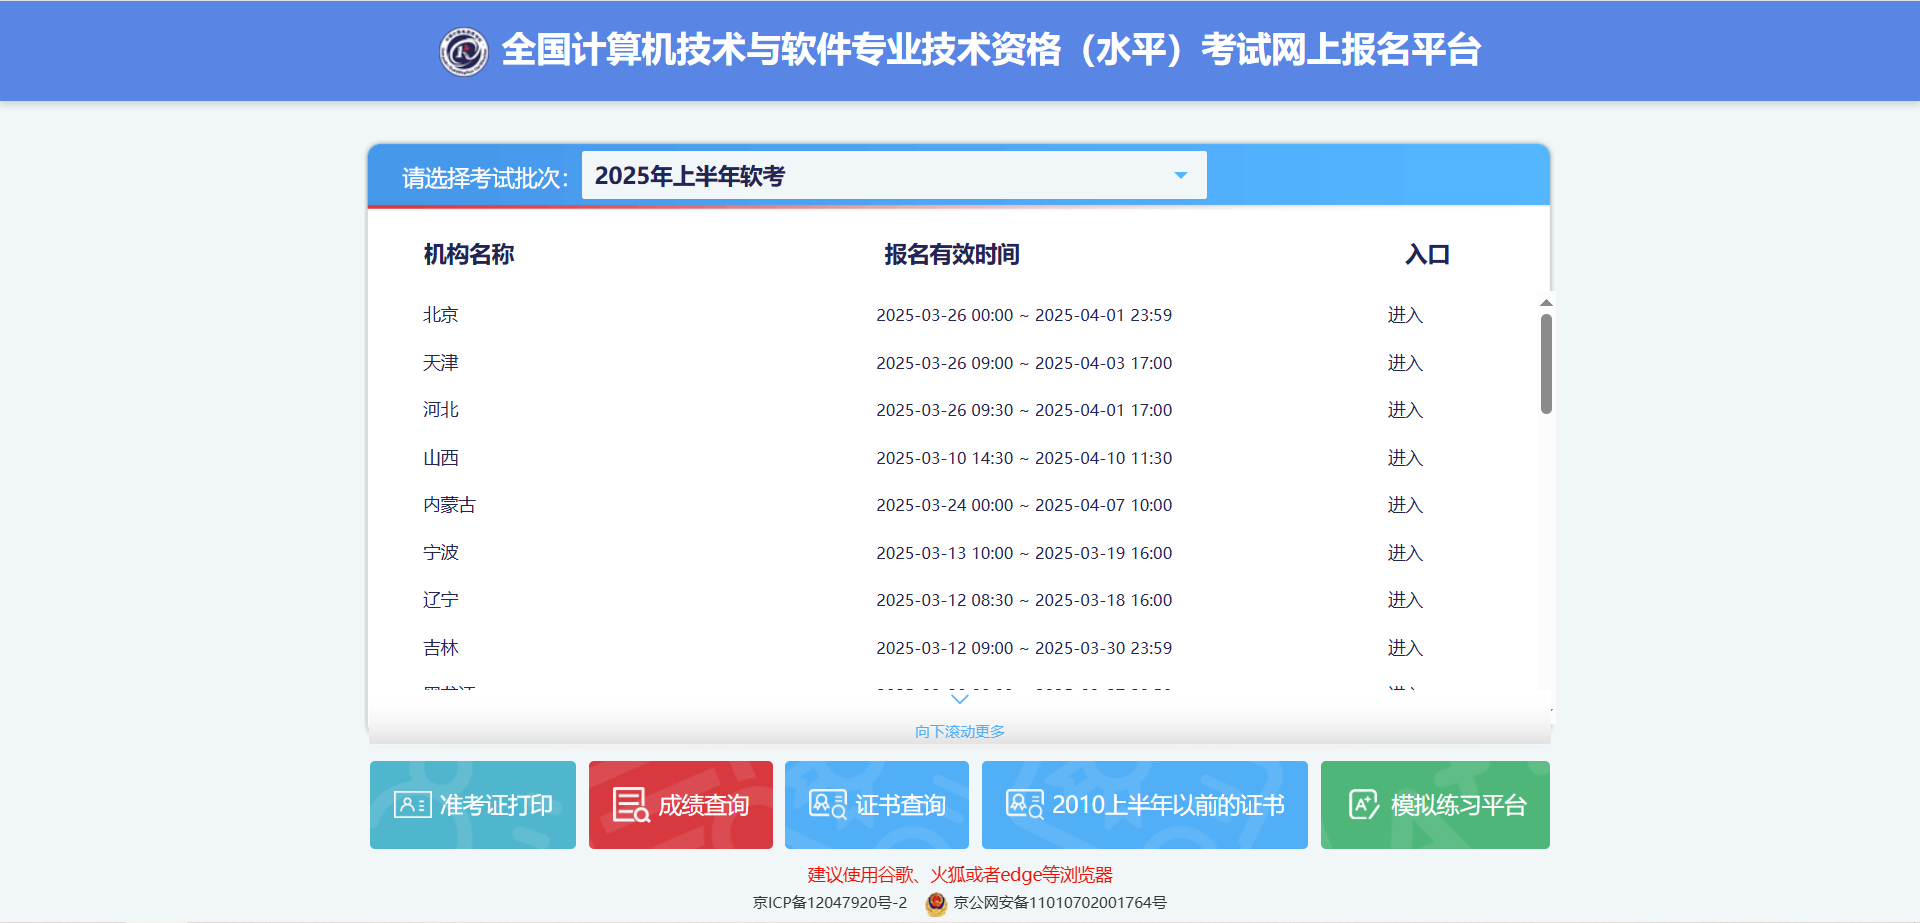 全国计算机技术与软件专业技术资格（水平）考试网上报名平台
请选择考试批次： 2025年上半年软考
机构名称 报名有效时间 入口
北京 2025-03-26 00:00 ~ 2025-04-01 23:59 进入
天津 2025-03-26 09:00 ~ 2025-04-03 17:00 进入
河北 2025-03-26 09:30 ~ 2025-04-01 17:00 进入
山西 2025-03-10 14:30 ~ 2025-04-10 11:30 进入
内蒙古 2025-03-24 00:00 ~ 2025-04-07 10:00 进入
宁波 2025-03-13 10:00 ~ 2025-03-19 16:00 进入
辽宁 2025-03-12 08:30 ~ 2025-03-18 16:00 进入
吉林 2025-03-12 09:00 ~ 2025-03-30 23:59 进入
向下滚动更多
准考证打印 成绩查询 证书查询 2010上半年以前的证书 模拟练习平台
建议使用谷歌、火狐或者edge等浏览器
京ICP备12047920号-2 京公网安备11010702001764号